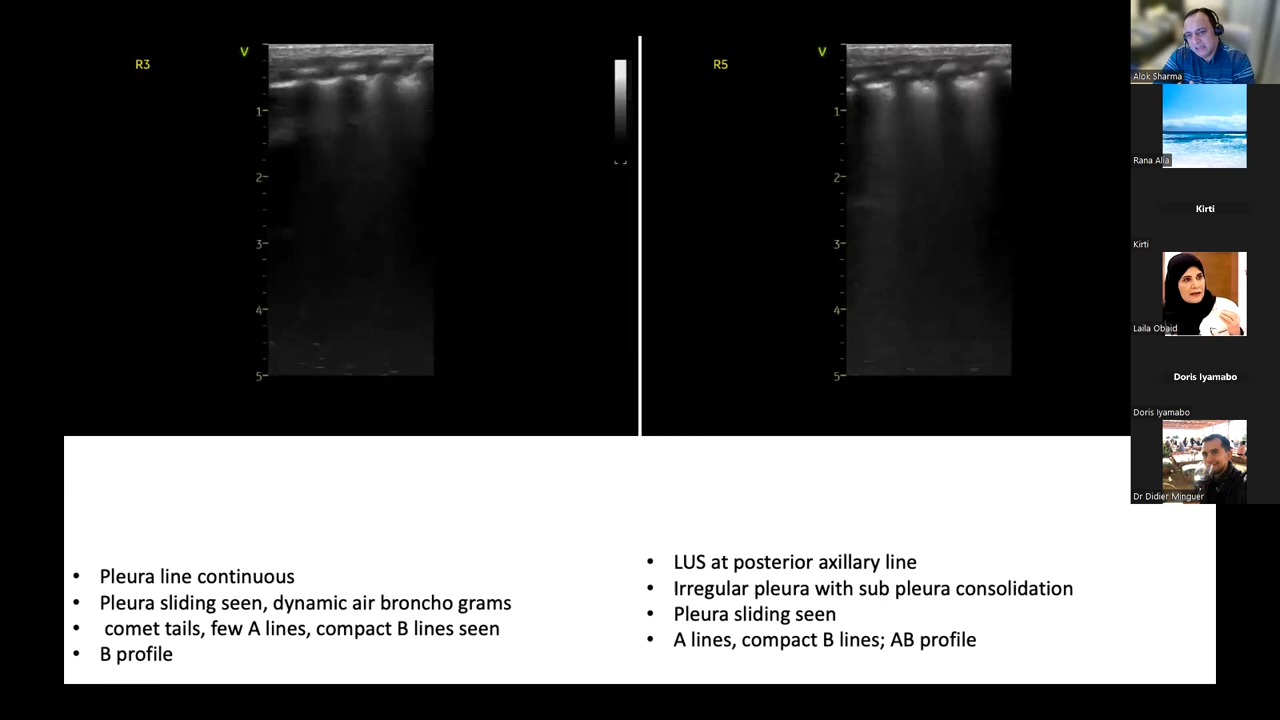 R3
V
1
2
3
4
5
R5
V
1
2
3
4
5
• Pleura line continuous
• Pleura sliding seen, dynamic air broncho grams
• comet tails, few A lines, compact B lines seen
• B profile
• LUS at posterior axillary line
• Irregular pleura with sub pleura consolidation
• Pleura sliding seen
• A lines, compact B lines; AB profile
Alok Sharma
Rana Alia
Kirti
Kirti
Laila Obaid
Doris Iyamabo
Doris Iyamabo
Dr Didier Minguer